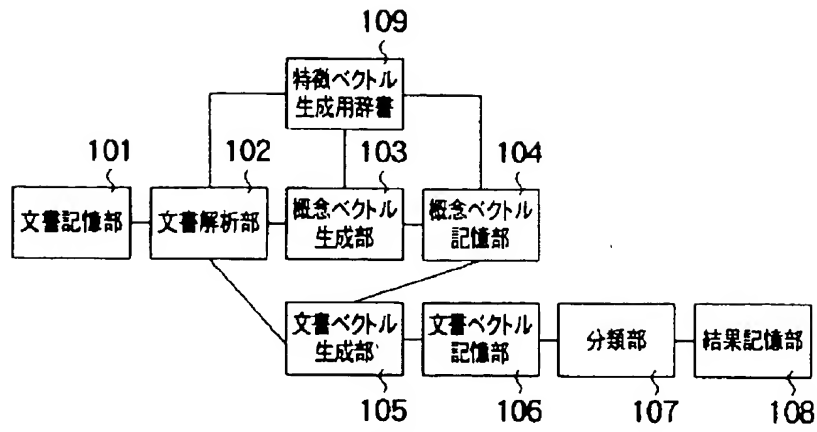 109
特徴ベクトル
生成用辞書
101
102
103
104
文書記憶部
文書解析部
概念ベクトル
生成部
概念ベクトル
記憶部
文書ベクトル
生成部
文書ベクトル
記憶部
分類部
結果記憶部
105
106
107
108